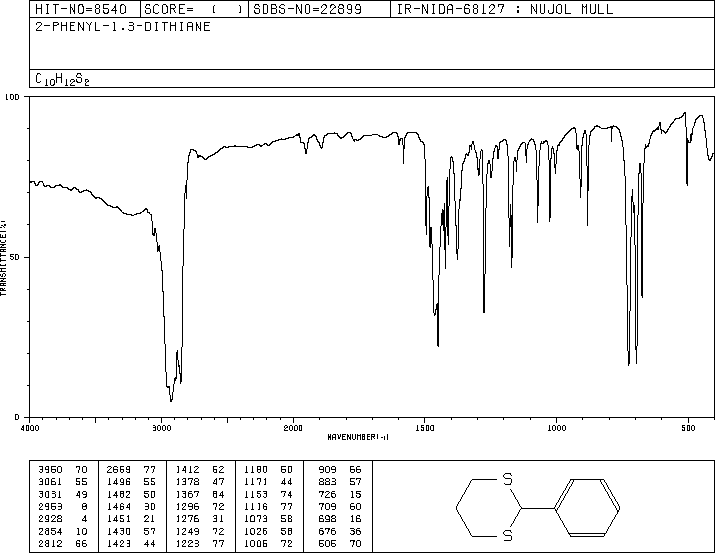 HIT-NO=8540 SCORE= ( ) SDBS-NO=22899 IR-NIDA-68127 : NUJOL MULL
2-PHENYL-1,3-DITHIANE
C10H12S2
100
50
0
TRANSMITTANCE(%)
4000 3000 2000 1500 1000 500
WAVENUMBER(-1)
3960 70 2669 77 1412 52 1180 60 909 66
3061 55 1496 55 1378 47 1171 44 883 57
3031 49 1482 50 1367 84 1153 74 726 15
2953 8 1464 30 1296 72 1116 77 709 60
2928 4 1451 21 1276 31 1073 58 698 16
2854 10 1430 57 1249 72 1026 58 676 36
2812 66 1423 44 1223 77 1006 72 506 70
S
S